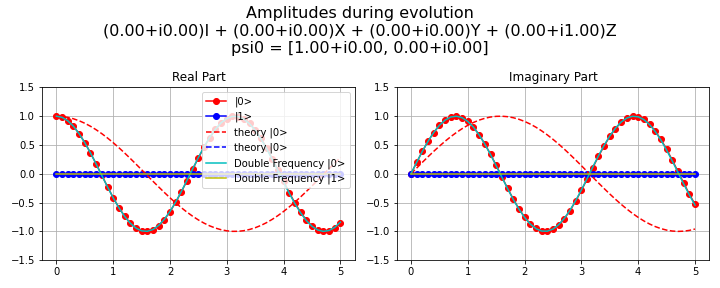 Amplitudes during evolution
(0.00+i0.00)I + (0.00+i0.00)X + (0.00+i0.00)Y + (0.00+i1.00)Z
psi0 = [1.00+i0.00, 0.00+i0.00]
Real Part
1.5
1.0
0.5
0.0
−0.5
−1.0
−1.5
0 1 2 3 4 5
|0>
|1>
theory |0>
theory |0>
Double Frequency |0>
Double Frequency |1>
Imaginary Part
1.5
1.0
0.5
0.0
−0.5
−1.0
−1.5
0 1 2 3 4 5